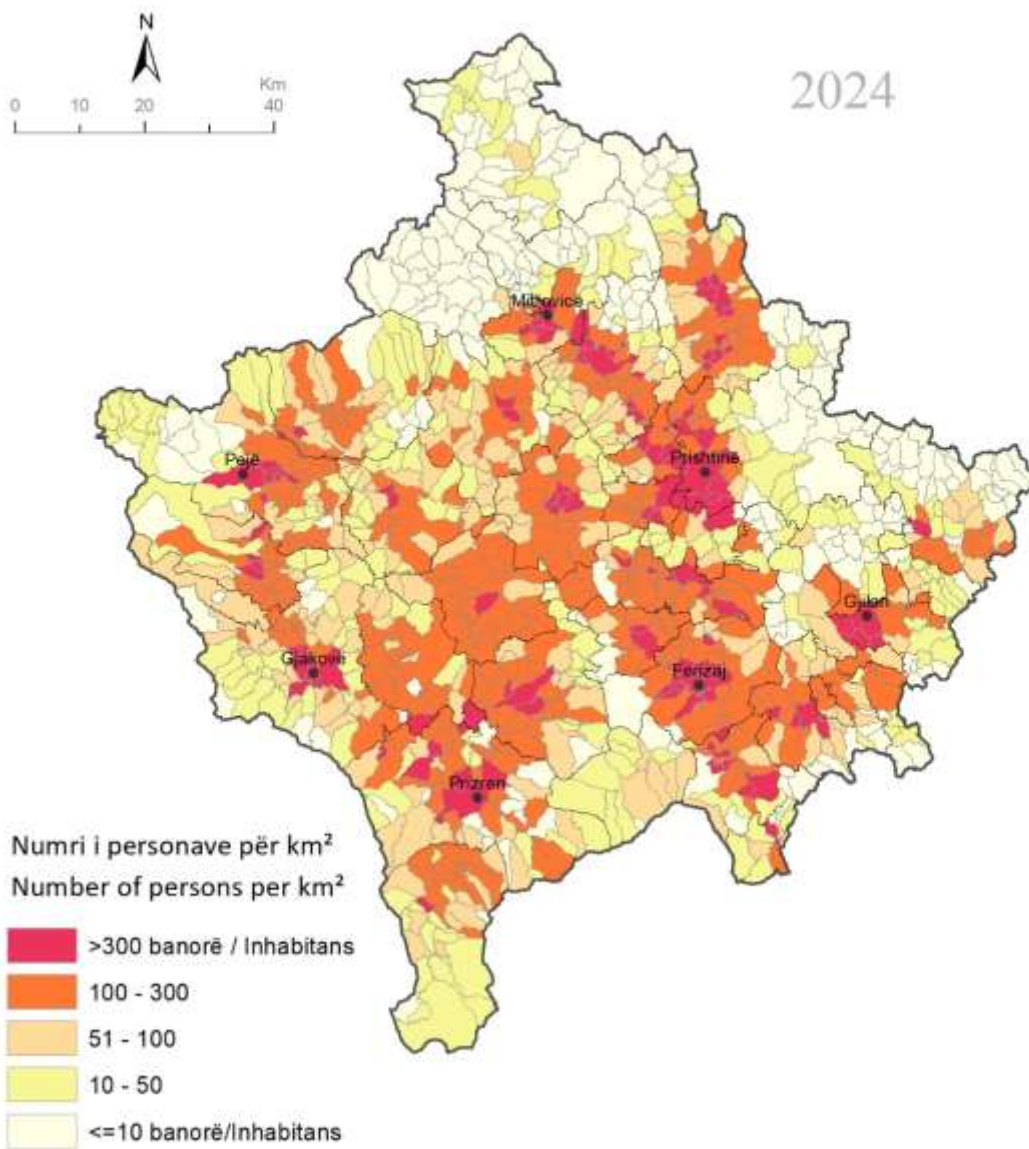 N
Km
0 20 40
2024
Mitrovicë
Prishtinë
Pejë
Gjilan
Gjakovë
Ferizaj
Prizren
Numri i personave për km²
Number of persons per km²
>300 banorë / Inhabitans
100 - 300
51 - 100
10 - 50
<=10 banorë/Inhabitans